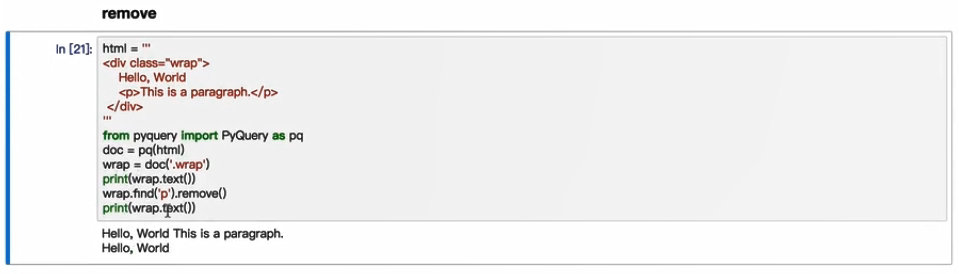 remove
In [21]: html = '''
<div class="wrap">
    Hello, World
    <p>This is a paragraph.</p>
 </div>
'''
from pyquery import PyQuery as pq
doc = pq(html)
wrap = doc('.wrap')
print(wrap.text())
wrap.find('p').remove()
print(wrap.text())
Hello, World This is a paragraph.
Hello, World